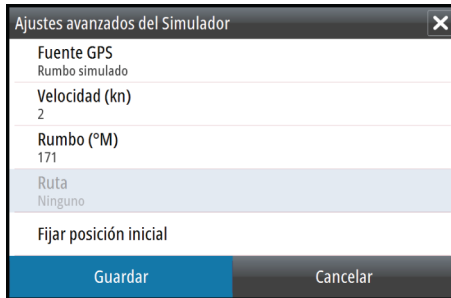 Ajustes avanzados del Simulador
Fuente GPS
Rumbo simulado
Velocidad (kn)
2
Rumbo (°M)
171
Ruta
Ninguno
Fijar posición inicial
Guardar
Cancelar